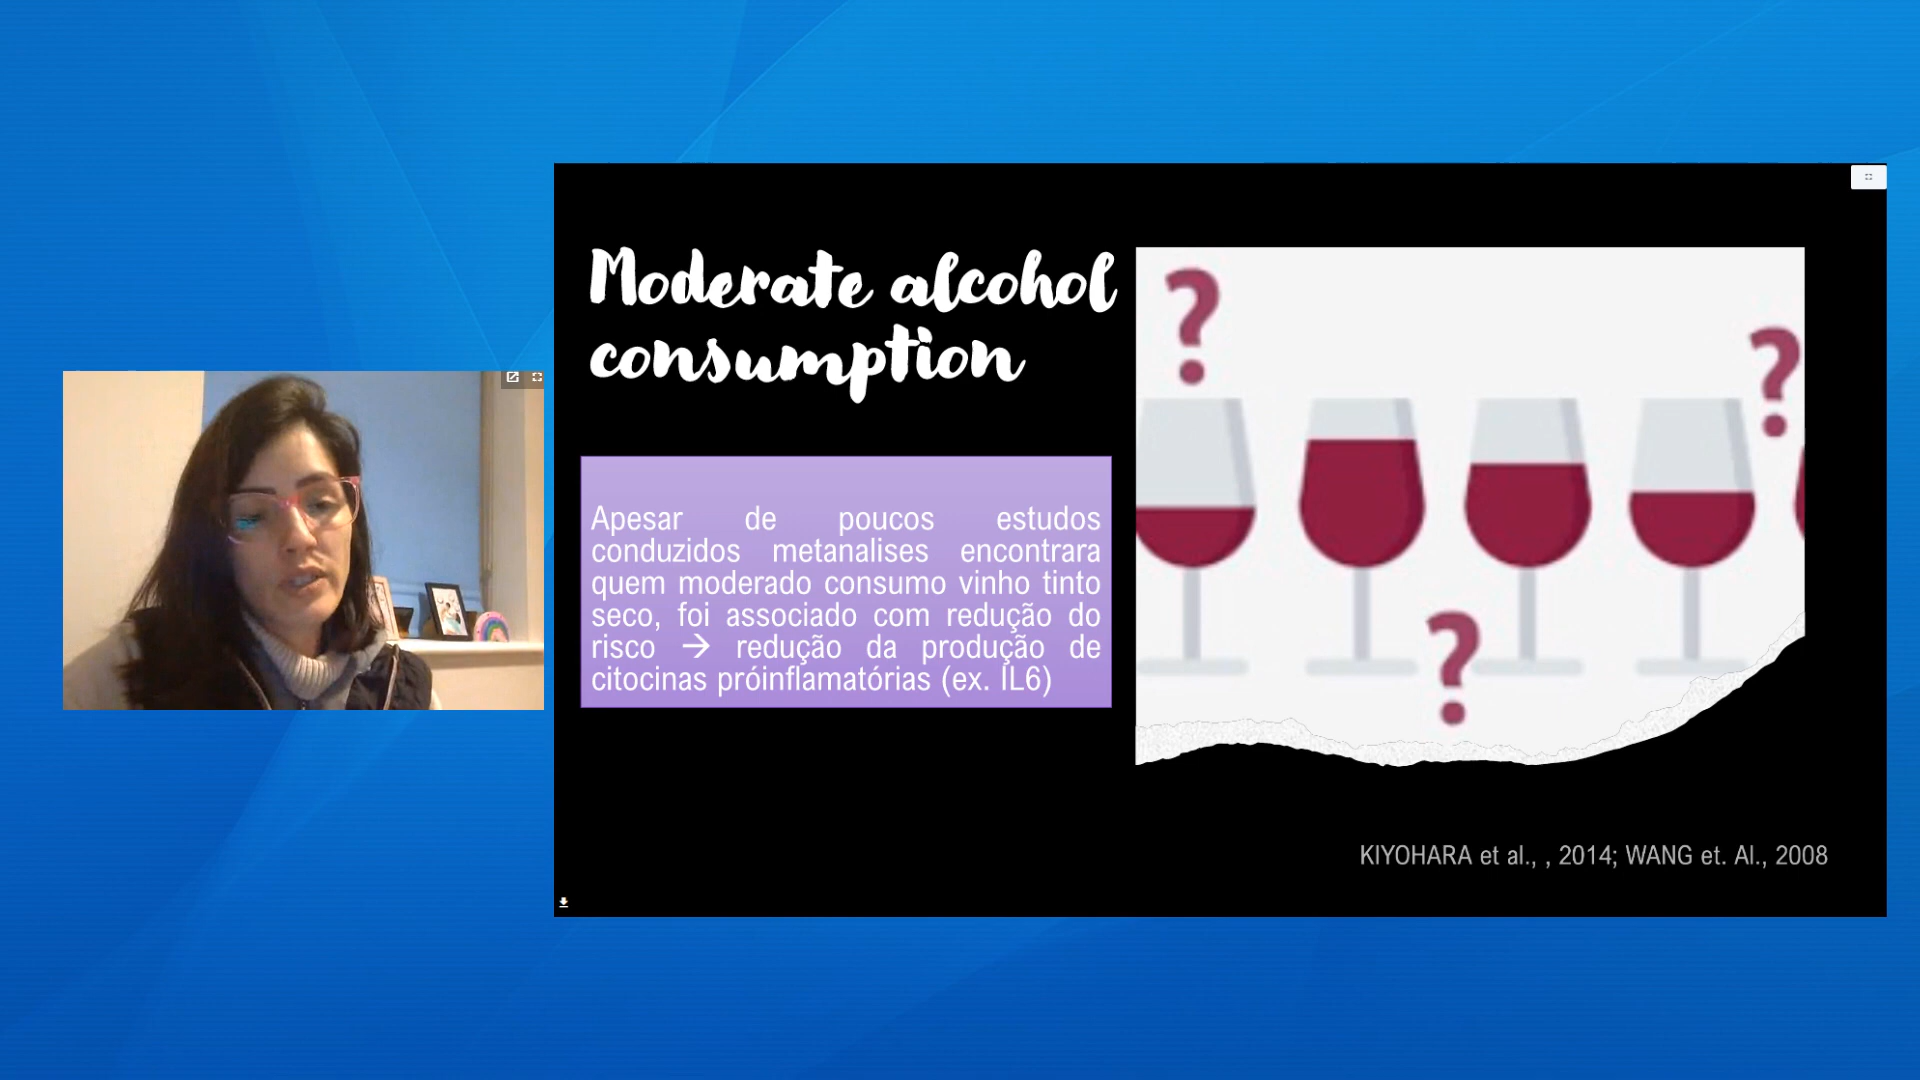 Moderate alcohol
consumption
Apesar de poucos estudos
conduzidos metanalises encontrara
quem moderado consumo vinho tinto
seco, foi associado com redução do
risco → redução da produção de
citocinas próinflamatórias (ex. IL6)
?
?
?
KIYOHARA et al., , 2014; WANG et. Al., 2008